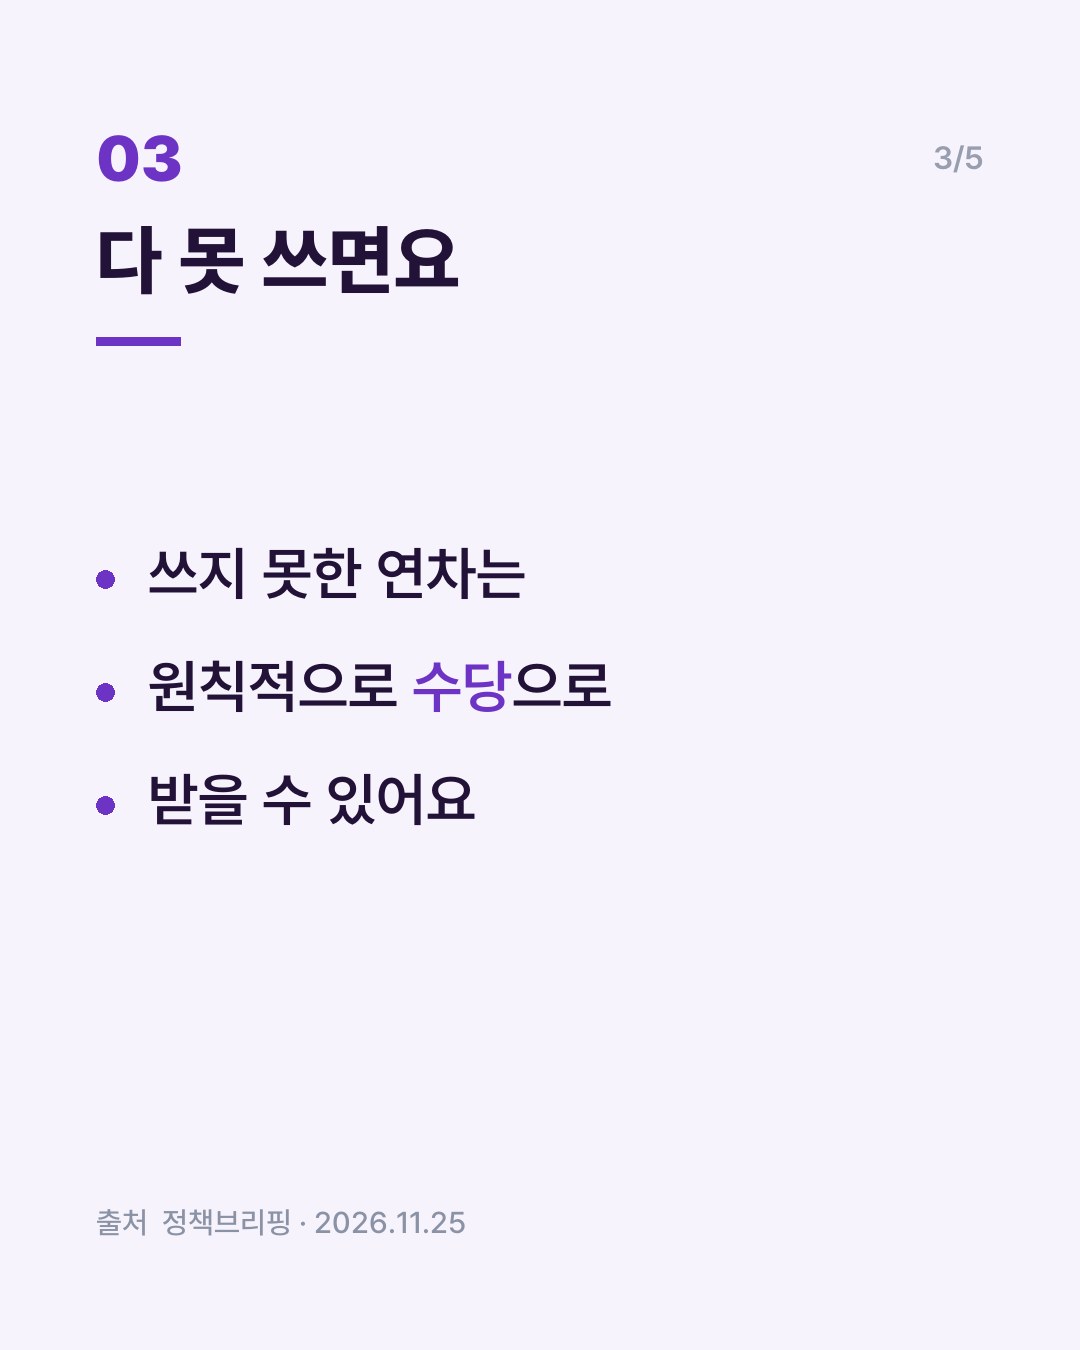 03
3/5
다 못 쓰면요
• 쓰지 못한 연차는
• 원칙적으로 수당으로
• 받을 수 있어요
출처 정책브리핑 · 2026.11.25